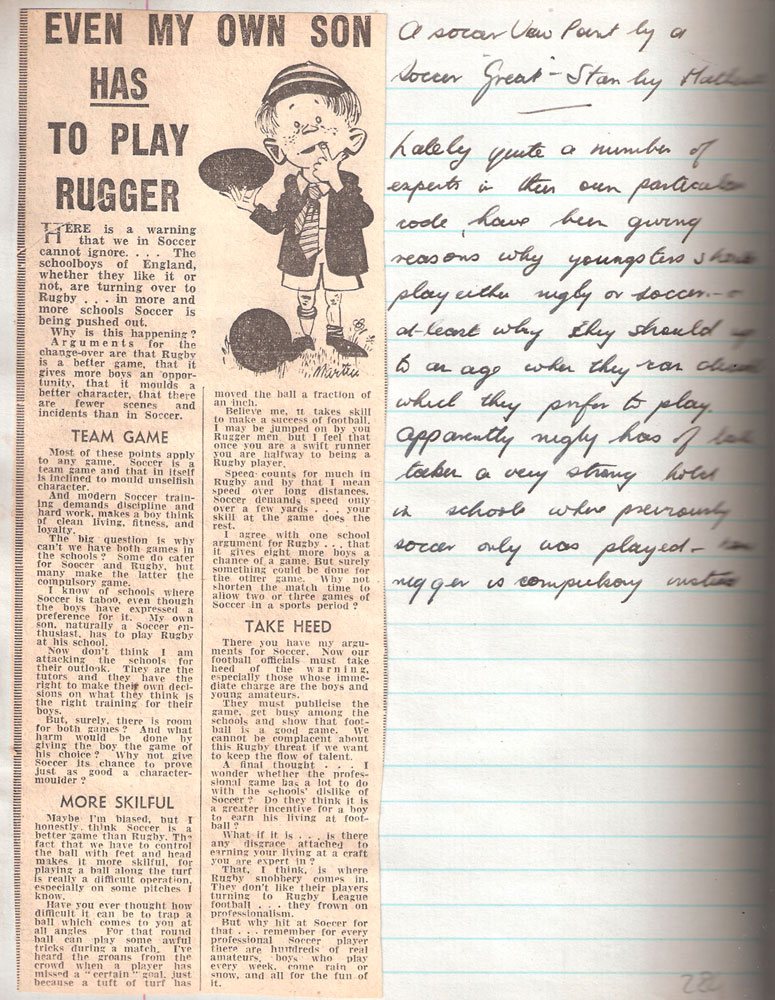 EVEN MY OWN SON
HAS
TO PLAY
RUGGER
HERE is a warning
that we in Soccer
cannot ignore. . . . The
schoolboys of England,
whether they like it or
not, are turning over to
Rugby . . . in more and
more schools Soccer is
being pushed out.
Why is this happening?
Arguments for the
change-over are that Rugby
is a better game, that it
gives more boys an oppor-
tunity, that it moulds a
better character, that there
are fewer scenes and
incidents than in Soccer.
TEAM GAME
Most of these points apply
to any game. Soccer is a
team game and that in itself
is inclined to mould unselfish
character.
And modern Soccer train-
ing demands discipline and
hard work, makes a boy think
of clean living, fitness, and
loyalty.
The big question is why
can't we have both games in
the schools? Some do cater
for Soccer and Rugby, but
many make the latter the
compulsory game.
I know of schools where
Soccer is taboo, even though
the boys have expressed a
preference for it. My own
son, naturally a Soccer en-
thusiast, has to play Rugby
at his school.
Now don't think I am
attacking the schools for
their outlook. They are the
tutors and they have the
right to make their own deci-
sions on what they think is
the right training for their
boys.
But, surely, there is room
for both games? And what
harm would be done by
giving the boy the game of
his choice? Why not give
Soccer its chance to prove
just as good a character-
moulder?
MORE SKILFUL
Maybe I'm biased, but I
honestly think Soccer is a
better game than Rugby. The
fact that we have to control
the ball with feet and head
makes it more skilful, for
playing a ball along the turf
is really a difficult operation,
especially on some pitches I
know.
Have you ever thought how
difficult it can be to trap a
ball which comes to you at
all angles? For that round
ball can play some awful
tricks during a match. I've
heard the groans from the
crowd when a player has
missed a "certain" goal, just
because a tuft of turf has
Martin
moved the ball a fraction of
an inch.
Believe me, it takes skill
to make a success of football.
I may be jumped on by you
Rugger men, but I feel that
once you are a swift runner
you are halfway to being a
Rugby player.
Speed counts for much in
Rugby and by that I mean
speed over long distances.
Soccer demands speed only
over a few yards . . . your
skill at the game does the
rest.
I agree with one school
argument for Rugby . . . that
it gives eight more boys a
chance of a game. But surely
something could be done for
the other game. Why not
shorten the match time to
allow two or three games of
Soccer in a sports period?
TAKE HEED
There you have my argu-
ments for Soccer. Now our
football officials must take
heed of the warning,
especially those whose imme-
diate charge are the boys and
young amateurs.
They must publicise the
game, get busy among the
schools and show that foot-
ball is a good game. We
cannot be complacent about
this Rugby threat if we want
to keep the flow of talent.
A final thought . . . I
wonder whether the profes-
sional game has a lot to do
with the schools' dislike of
Soccer? Do they think it is
a greater incentive for a boy
to earn his living at foot-
ball?
What if it is . . . is there
any disgrace attached to
earning your living at a craft
you are expert in?
That, I think, is where
Rugby snobbery comes in.
They don't like their players
turning to Rugby League
football . . . they frown on
professionalism.
But why hit at Soccer for
that . . . remember for every
professional Soccer player
there are hundreds of real
amateurs, boys who play
every week, come rain or
snow, and all for the fun of
it.
A soccer View Point by a
Soccer 'Great' - Stanley
Lately quite a number of
experts in their own particular
code, have been giving
reasons why youngsters
play either rugby or soccer -
at-least why they should
to an age when they can
which they prefer to play.
Apparently rugby has of
taken a very strong hold
in schools where previously
soccer only was played -
rugger is compulsory